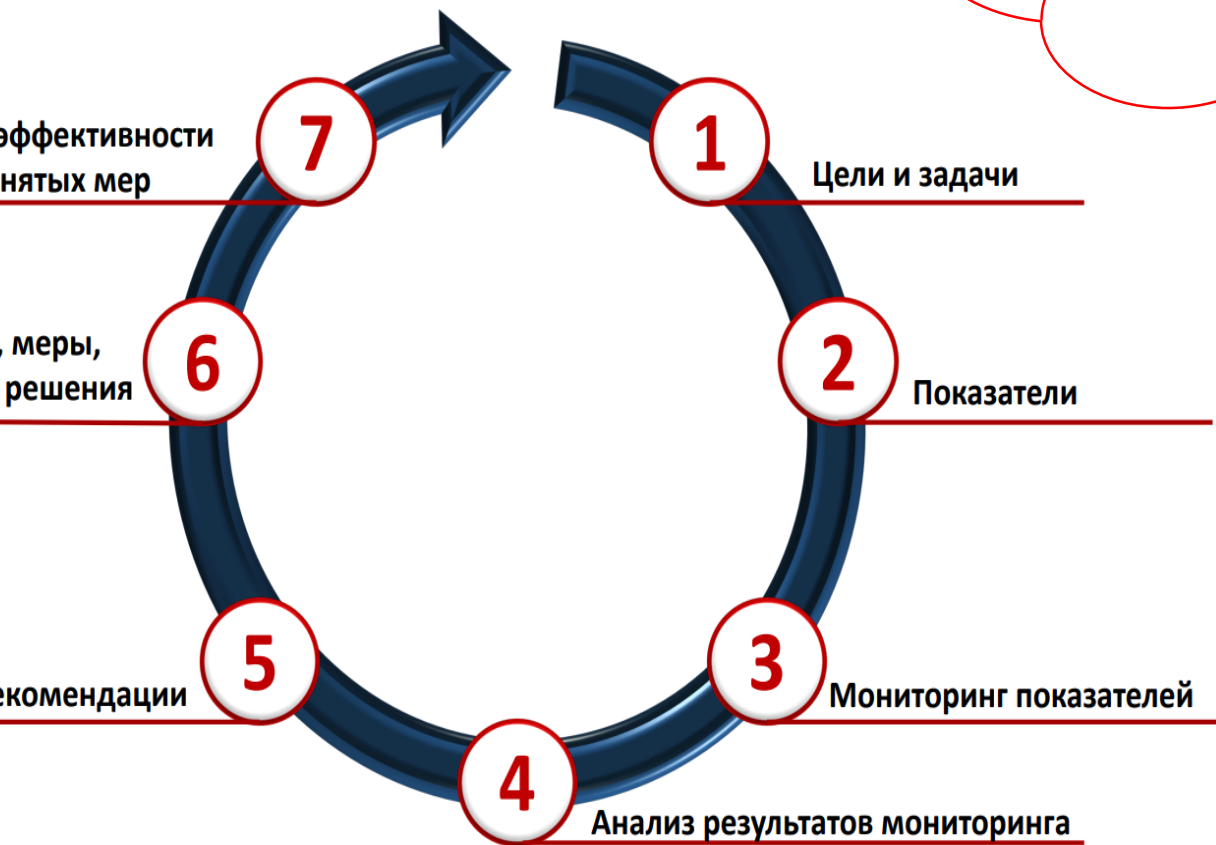 1
Цели и задачи
2
Показатели
3
Мониторинг показателей
4
Анализ результатов мониторинга
5
екомендации
6
, меры,
решения
7
эффективности
нятых мер